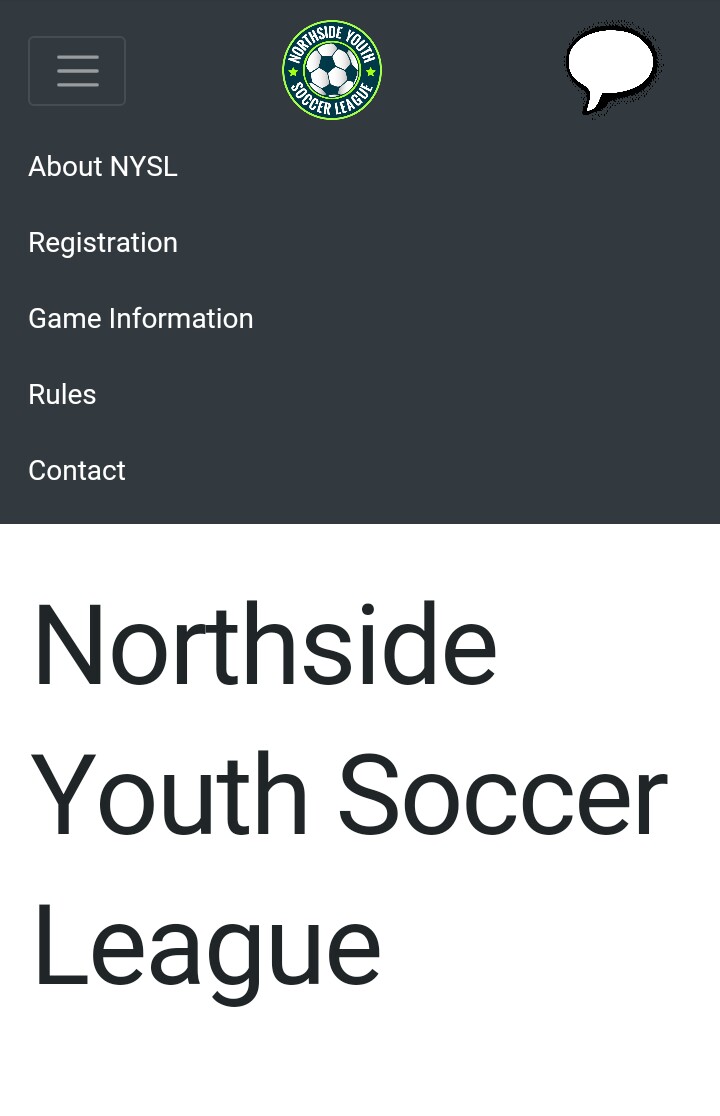 NORTHSIDE YOUTH
SOCCER LEAGUE
About NYSL
Registration
Game Information
Rules
Contact
Northside
Youth Soccer
League